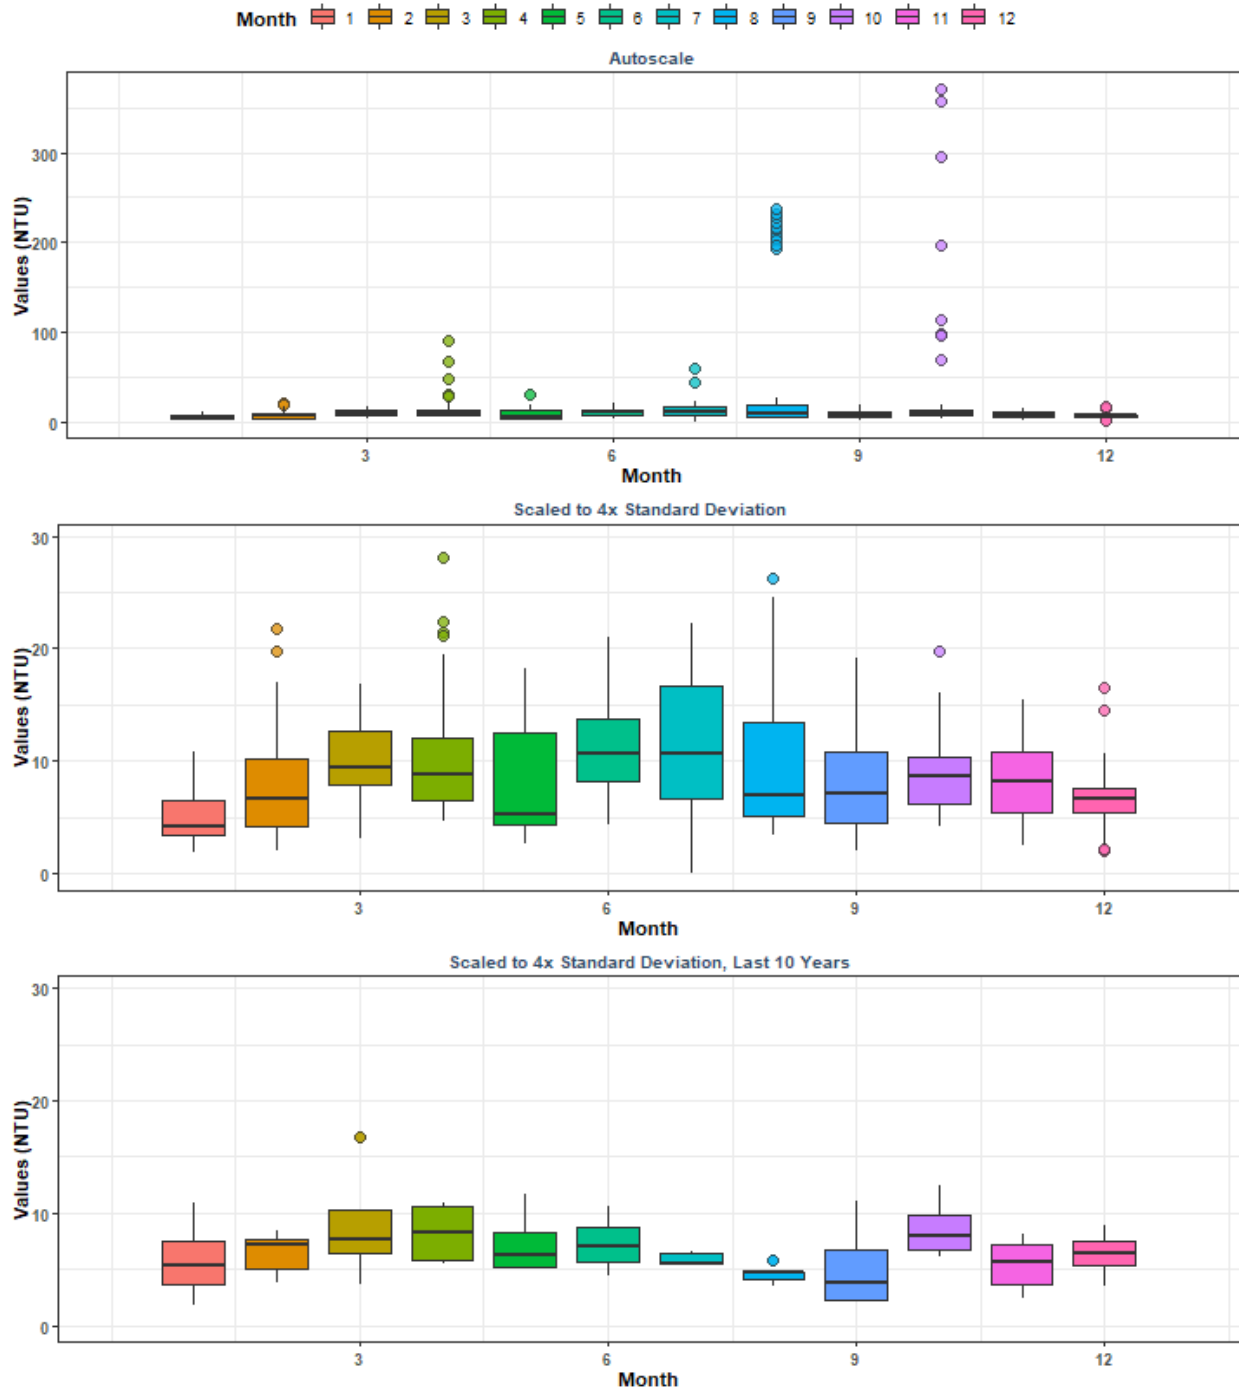 Month 1 2 3 4 5 6 7 8 9 10 11 12
Autoscale
Values (NTU)
300
200
100
0
3 6 9 12
Month
Scaled to 4x Standard Deviation
Values (NTU)
30
20
10
0
3 6 9 12
Month
Scaled to 4x Standard Deviation, Last 10 Years
Values (NTU)
30
20
10
0
3 6 9 12
Month